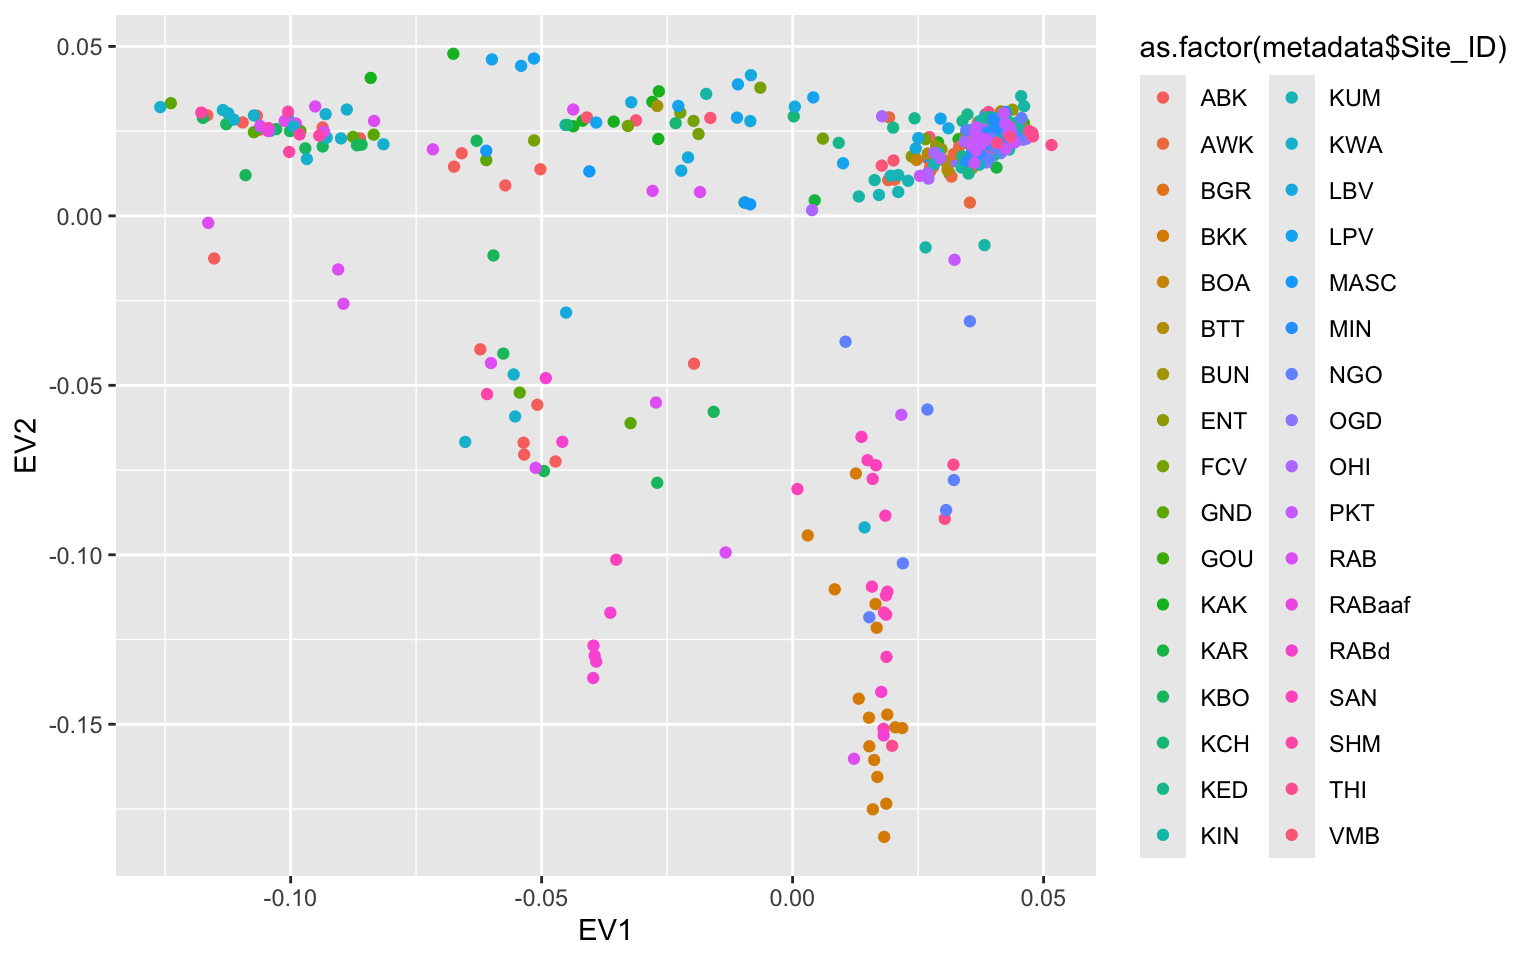 as.factor(metadata$Site_ID)
ABK
AWK
BGR
BKK
BOA
BTT
BUN
ENT
FCV
GND
GOU
KAK
KAR
KBO
KCH
KED
KIN
KUM
KWA
LBV
LPV
MASC
MIN
NGO
OGD
OHI
PKT
RAB
RABaaf
RABd
SAN
SHM
THI
VMB
EV2
0.05
0.00
-0.05
-0.10
-0.15
-0.10
-0.05
0.00
0.05
EV1